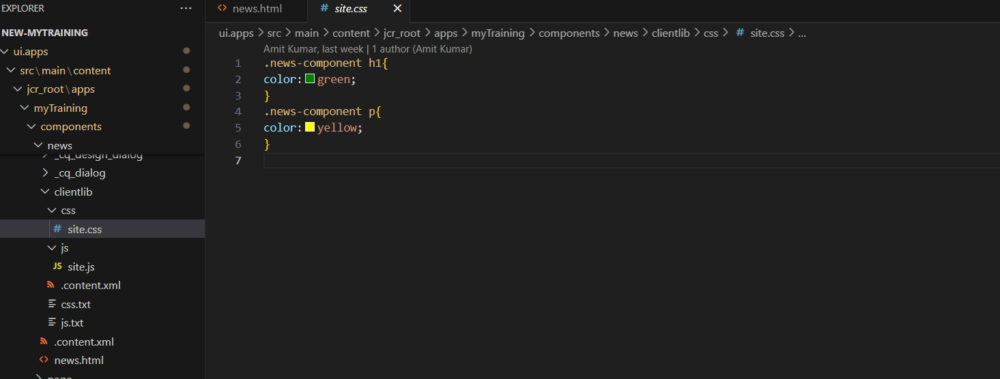 EXPLORER
...
NEW-MYTRAINING
ui.apps
src\main\content
jcr_root\apps
myTraining
components
news
_cq_design_dialog
_cq_dialog
clientlib
css
# site.css
js
JS site.js
.content.xml
css.txt
js.txt
.content.xml
<> news.html
page
<> news.html
# site.css ×
ui.apps > src > main > content > jcr_root > apps > myTraining > components > news > clientlib > css > # site.css > ...
Amit Kumar, last week | 1 author (Amit Kumar)
1 .news-component h1{
2 color:green;
3 }
4 .news-component p{
5 color:yellow;
6 }
7